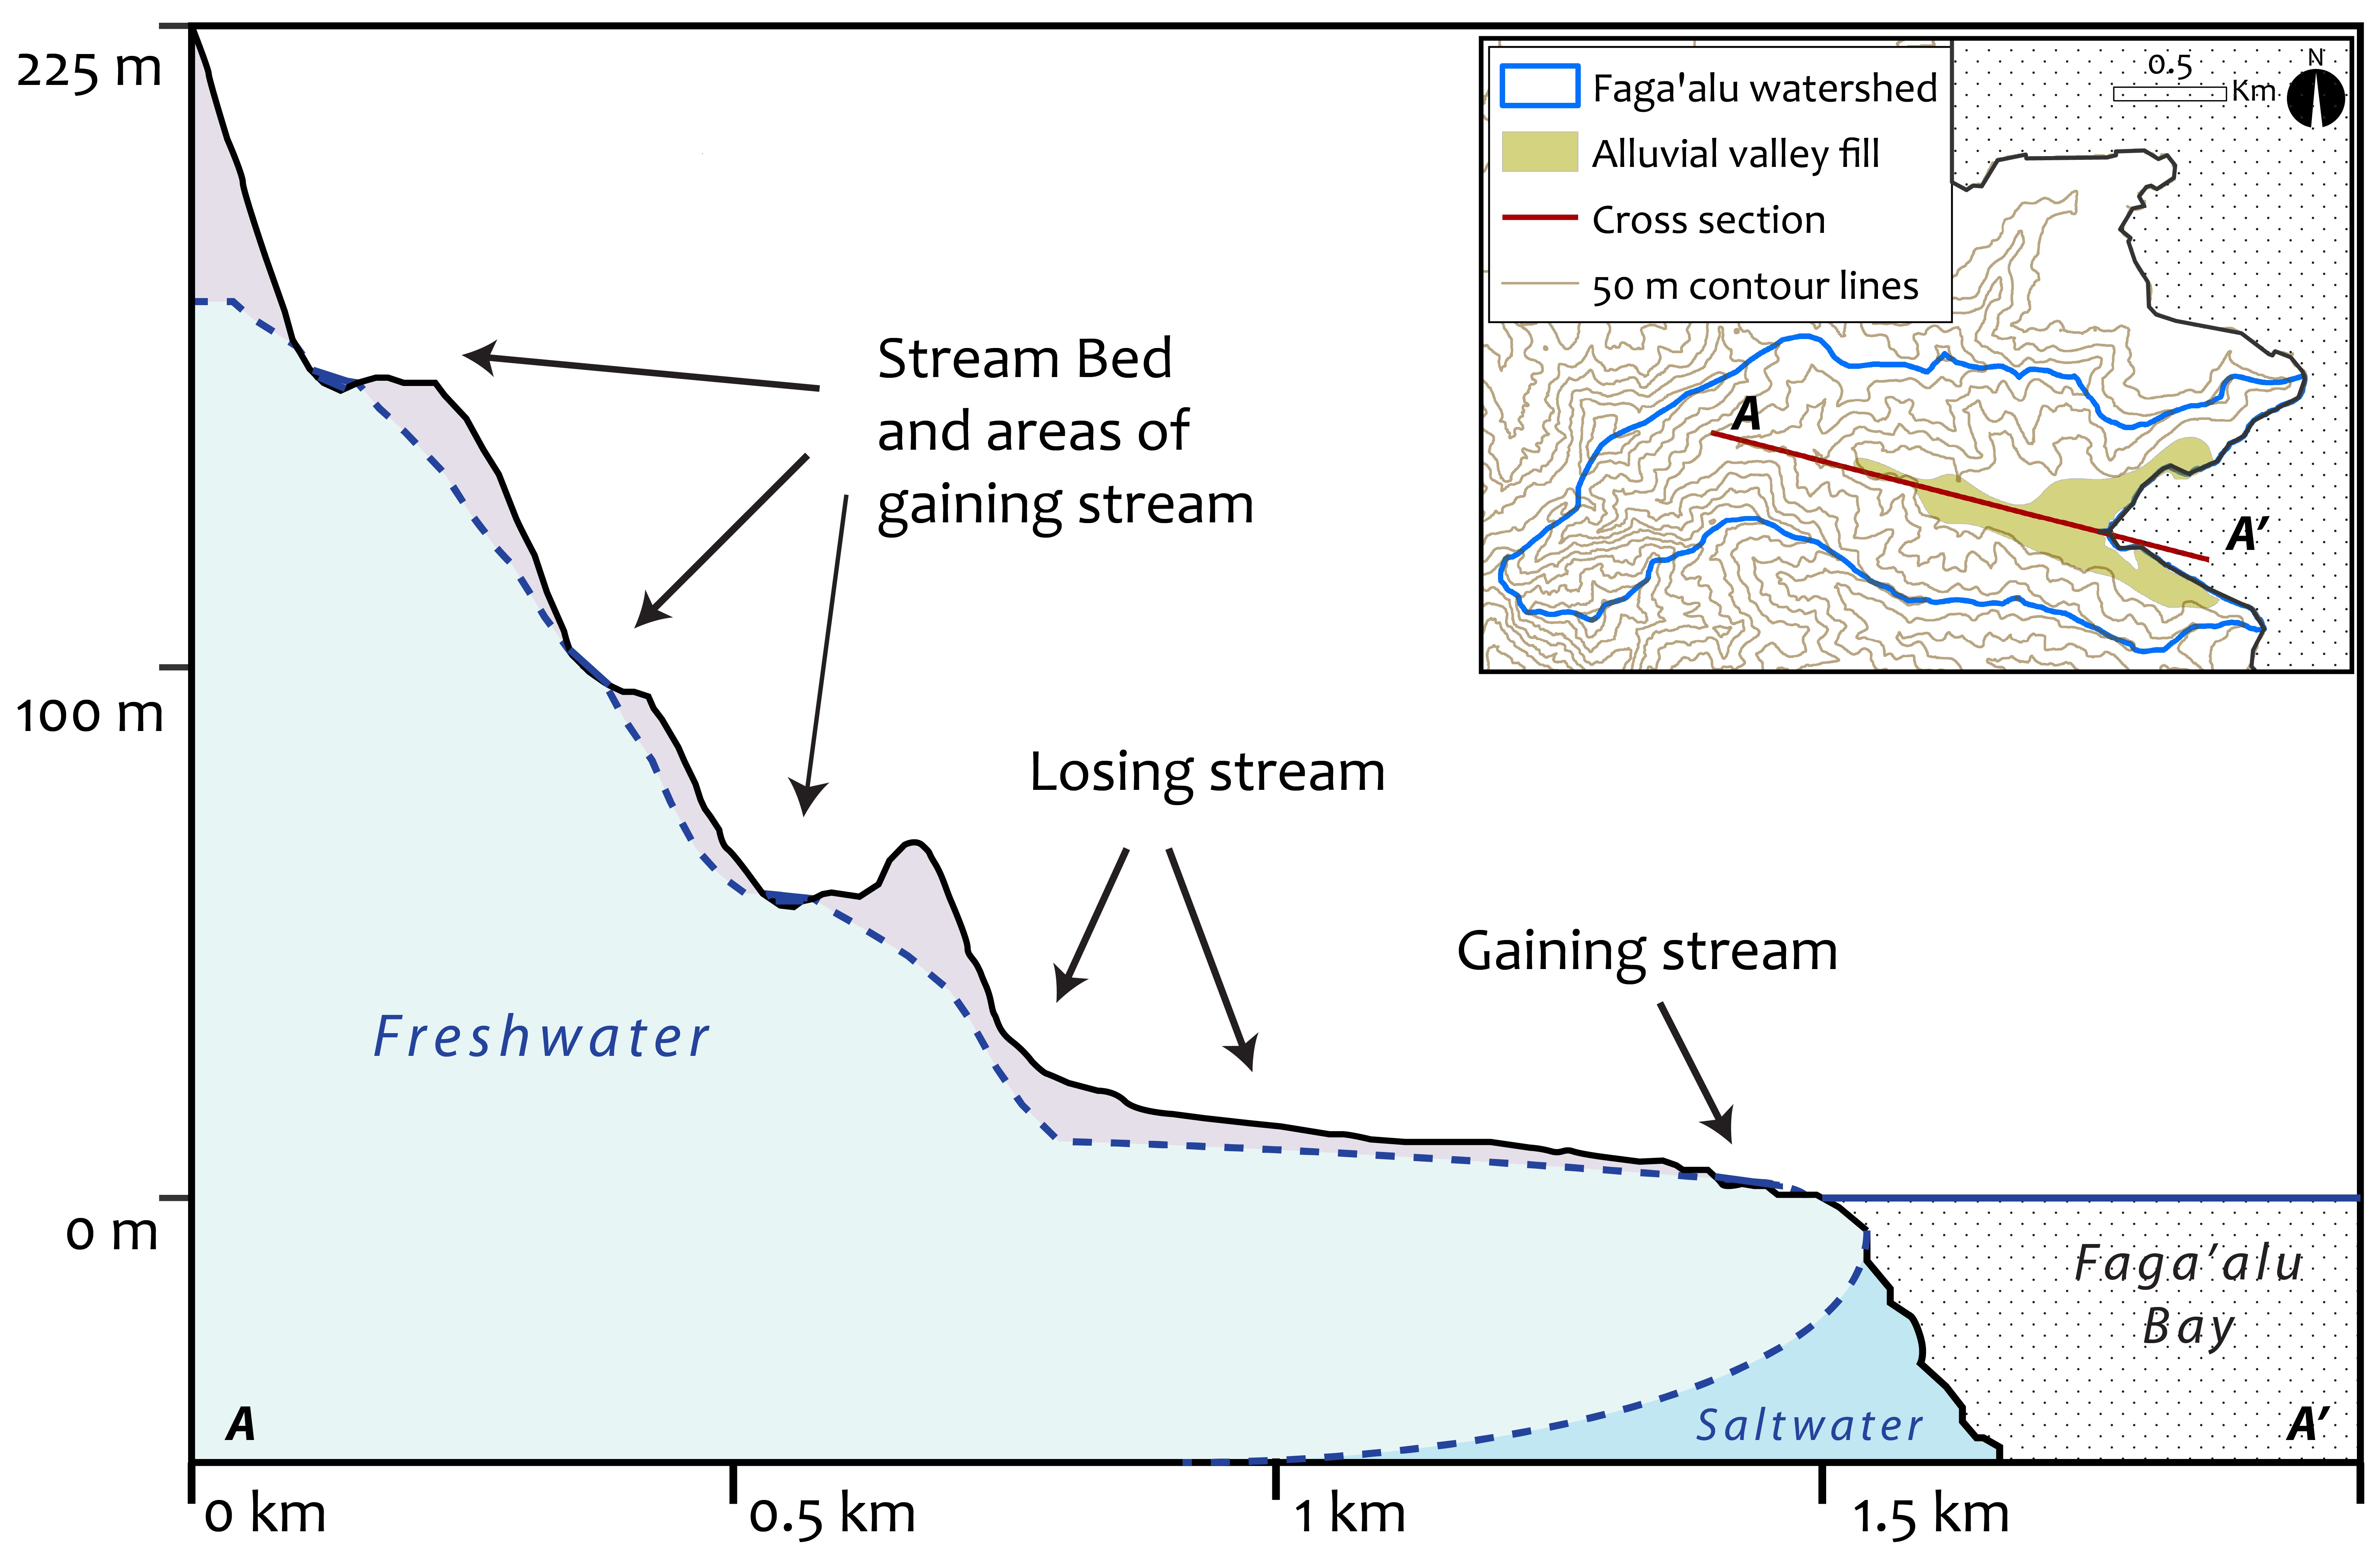 225 m
100 m
0 m
Stream Bed
and areas of
gaining stream
Losing stream
Gaining stream
Freshwater
Saltwater
Faga’alu
Bay
A
A’
0 km
0.5 km
1 km
1.5 km
Faga'alu watershed
Alluvial valley fill
Cross section
50 m contour lines
0.5
Km
N
A
A’